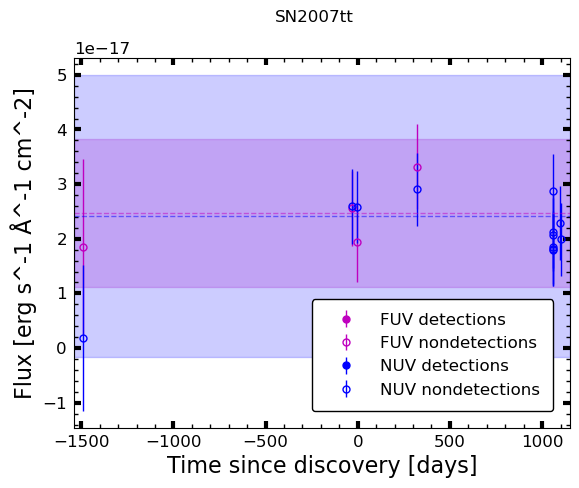 SN2007tt
1e−17
5
4
3
2
1
0
−1
Flux [erg s^-1 Å^-1 cm^-2]
FUV detections
FUV nondetections
NUV detections
NUV nondetections
−1500 −1000 −500 0 500 1000
Time since discovery [days]